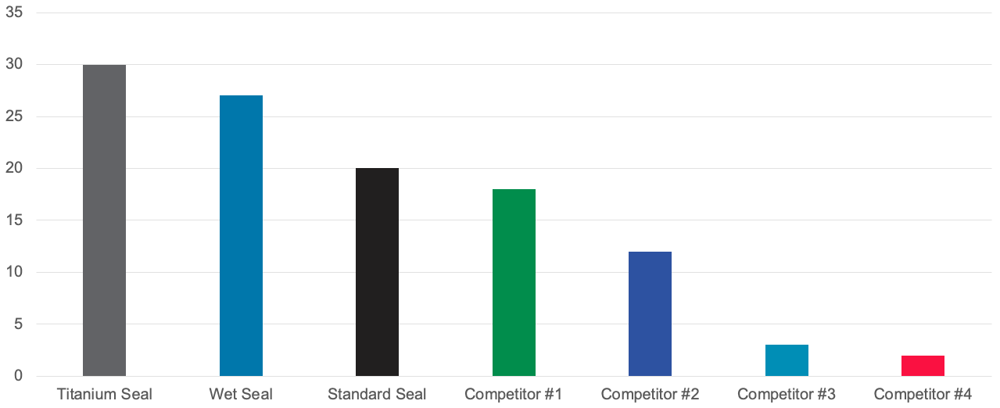 35
30
25
20
15
10
5
0
Titanium Seal
Wet Seal
Standard Seal
Competitor #1
Competitor #2
Competitor #3
Competitor #4